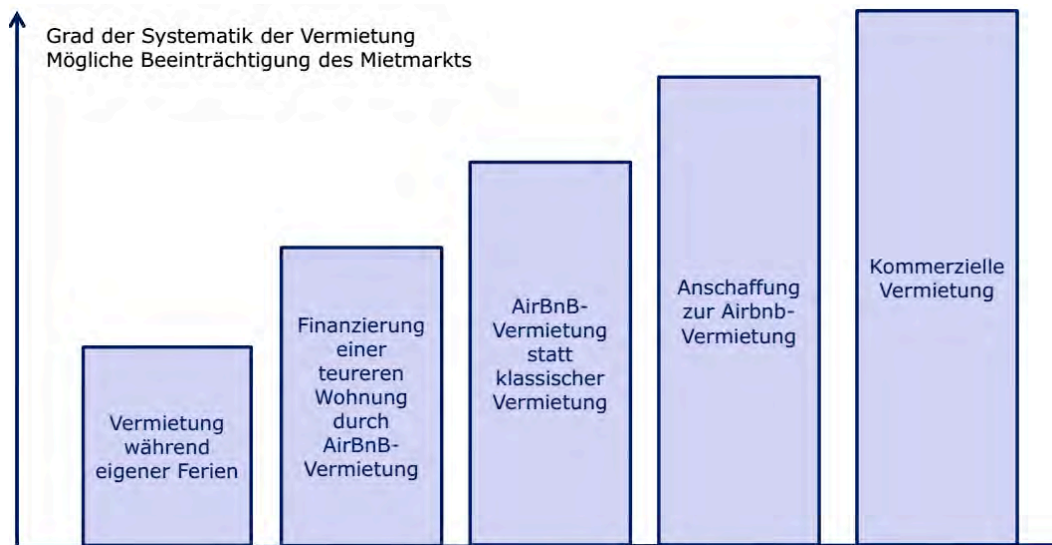 Grad der Systematik der Vermietung
Mögliche Beeinträchtigung des Mietmarkts
Vermietung
während
eigener Ferien
Finanzierung
einer
teureren
Wohnung
durch
AirBnB-
Vermietung
AirBnB-
Vermietung
statt
klassischer
Vermietung
Anschaffung
zur Airbnb-
Vermietung
Kommerzielle
Vermietung